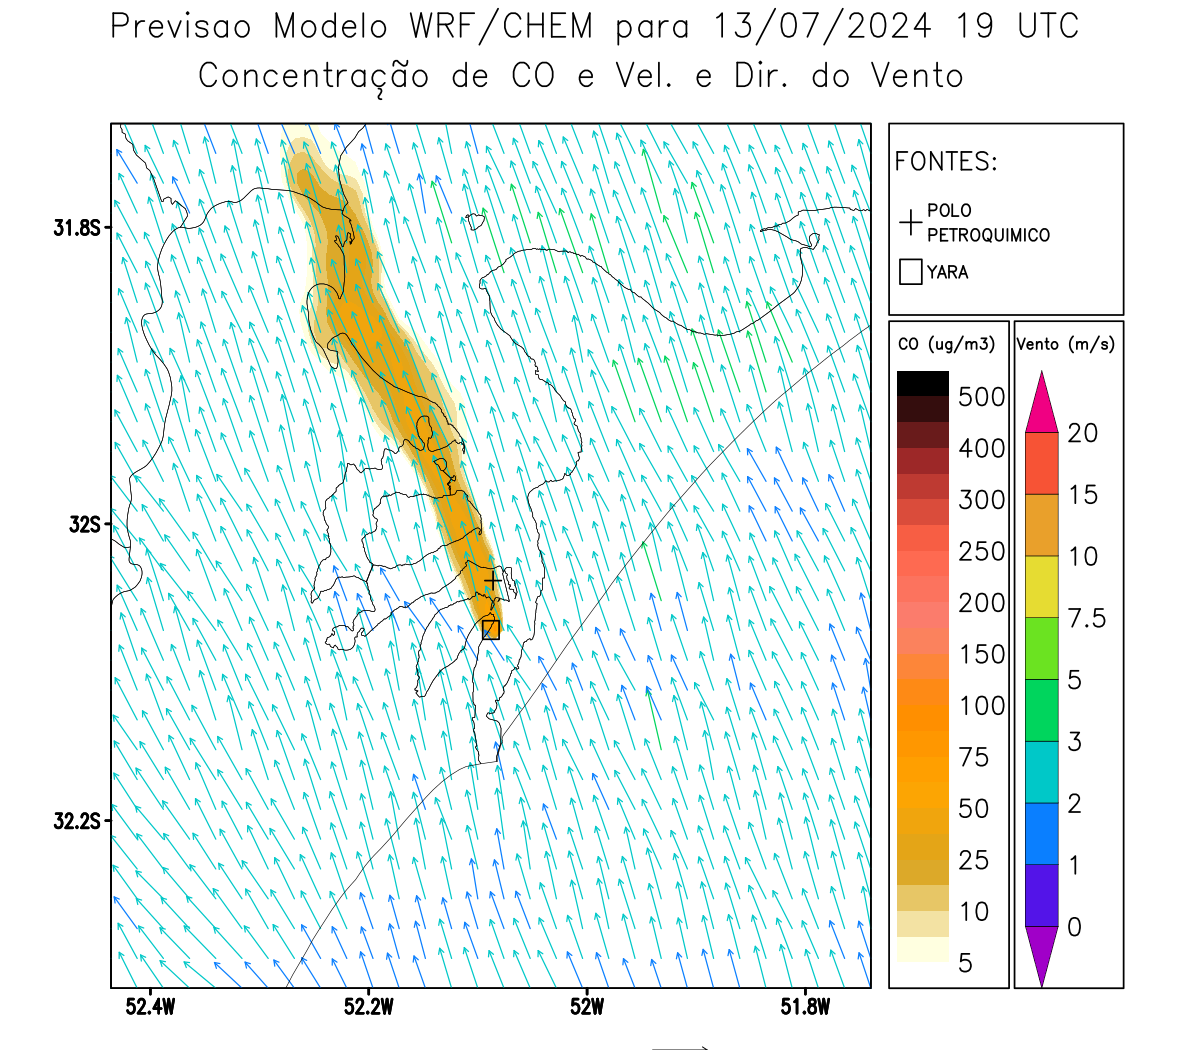 Previsao Modelo WRF/CHEM para 13/07/2024 19 UTC
Concentração de CO e Vel. e Dir. do Vento
FONTES:
POLO
PETROQUIMICO
YARA
CO (ug/m3)
500
400
300
250
200
150
100
75
50
25
10
5
Vento (m/s)
20
15
10
7.5
5
3
2
1
0
31.8S
32S
32.2S
52.4W
52.2W
52W
51.8W